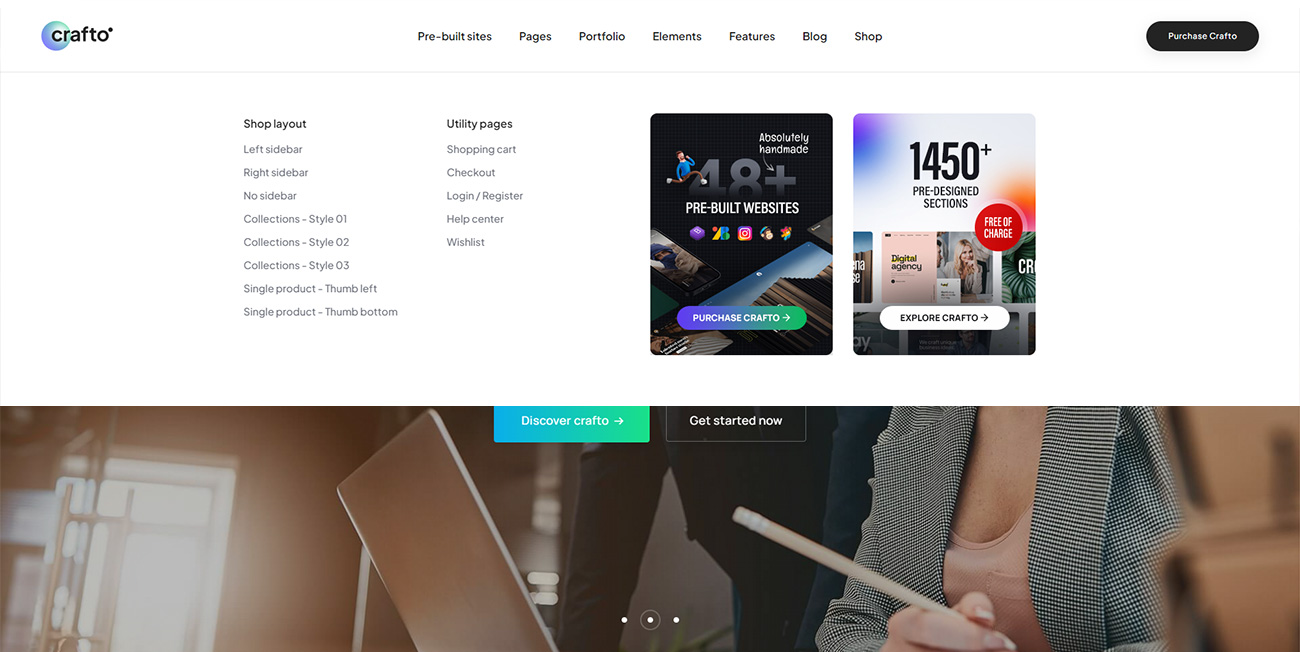 crafto
Pre-built sites
Pages
Portfolio
Elements
Features
Blog
Shop
Purchase Crafto
Shop layout
Left sidebar
Right sidebar
No sidebar
Collections - Style 01
Collections - Style 02
Collections - Style 03
Single product - Thumb left
Single product - Thumb bottom
Utility pages
Shopping cart
Checkout
Login / Register
Help center
Wishlist
Absolutely
handmade
48+
PRE-BUILT WEBSITES
PURCHASE CRAFTO →
1450+
PRE-DESIGNED
SECTIONS
FREE OF
CHARGE
Digital
agency
EXPLORE CRAFTO →
Discover crafto →
Get started now